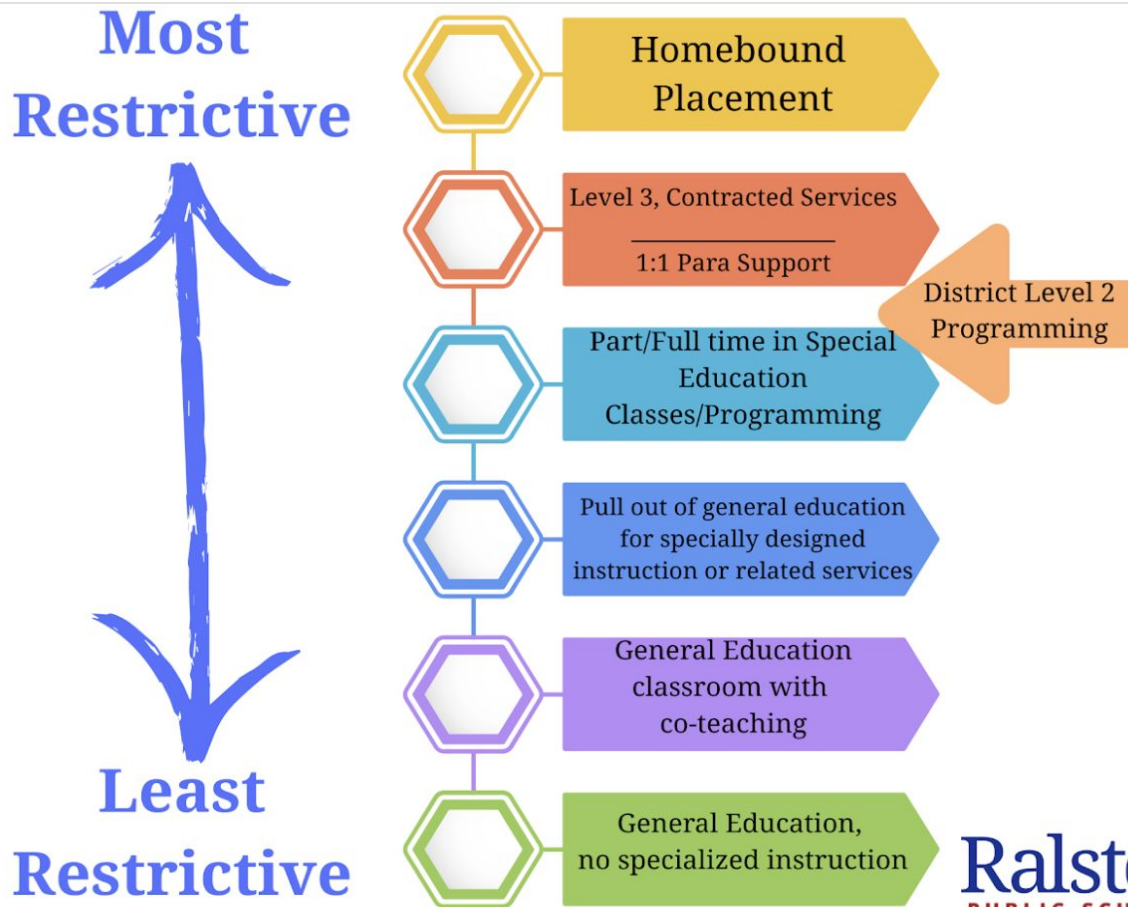 Most
Restrictive
Homebound
Placement
Level 3, Contracted Services
1:1 Para Support
District Level 2
Programming
Part/Full time in Special
Education
Classes/Programming
Pull out of general education
for specially designed
instruction or related services
General Education
classroom with
co-teaching
Least
Restrictive
General Education,
no specialized instruction